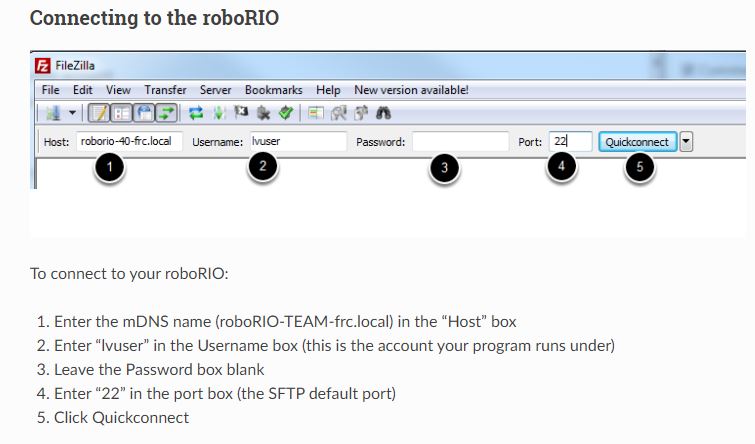 Connecting to the roboRIO
FileZilla
File Edit View Transfer Server Bookmarks Help New version available!
Host: roborio-40-frc.local Username: lvuser Password: Port: 22 Quickconnect
1 2 3 4 5
To connect to your roboRIO:
1. Enter the mDNS name (roboRIO-TEAM-frc.local) in the “Host” box
2. Enter “lvuser” in the Username box (this is the account your program runs under)
3. Leave the Password box blank
4. Enter “22” in the port box (the SFTP default port)
5. Click Quickconnect